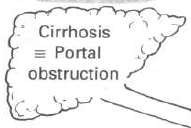 Cirrhosis
≡ Portal
obstruction